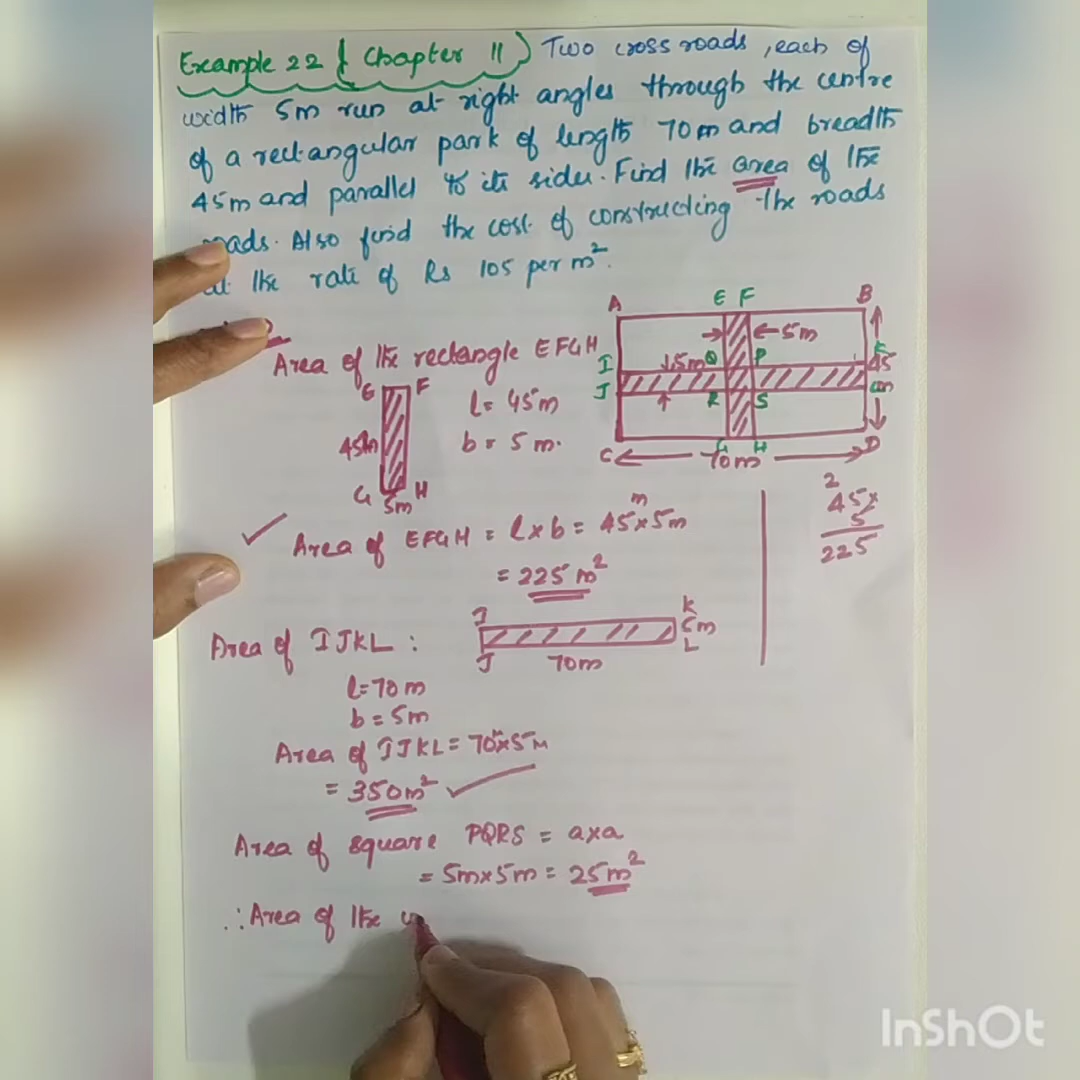 Example 22 { Chapter 11 } Two cross roads, each of
width 5m run at right angles through the centre
of a rectangular park of length 70m and breadth
45m and parallel to its sides. Find the area of the
roads. Also find the cost of constructing the roads
at the rate of Rs 105 per m².
A E F B
→ ← 5m
I ↓5m Q P K 45
J R S m
C G H D
70m
Area of the rectangle EFGH
E F
l = 45m
45m
b = 5m.
G 5m H
2
45×
5
225
Area of EFGH = l×b = 45m×5m
= 225m²
Area of IJKL :
I K
5m
J 70m L
l=70m
b=5m
Area of IJKL = 70m×5m
= 350m²
Area of square PQRS = a×a
= 5m×5m = 25m²
∴ Area of the
InShOt